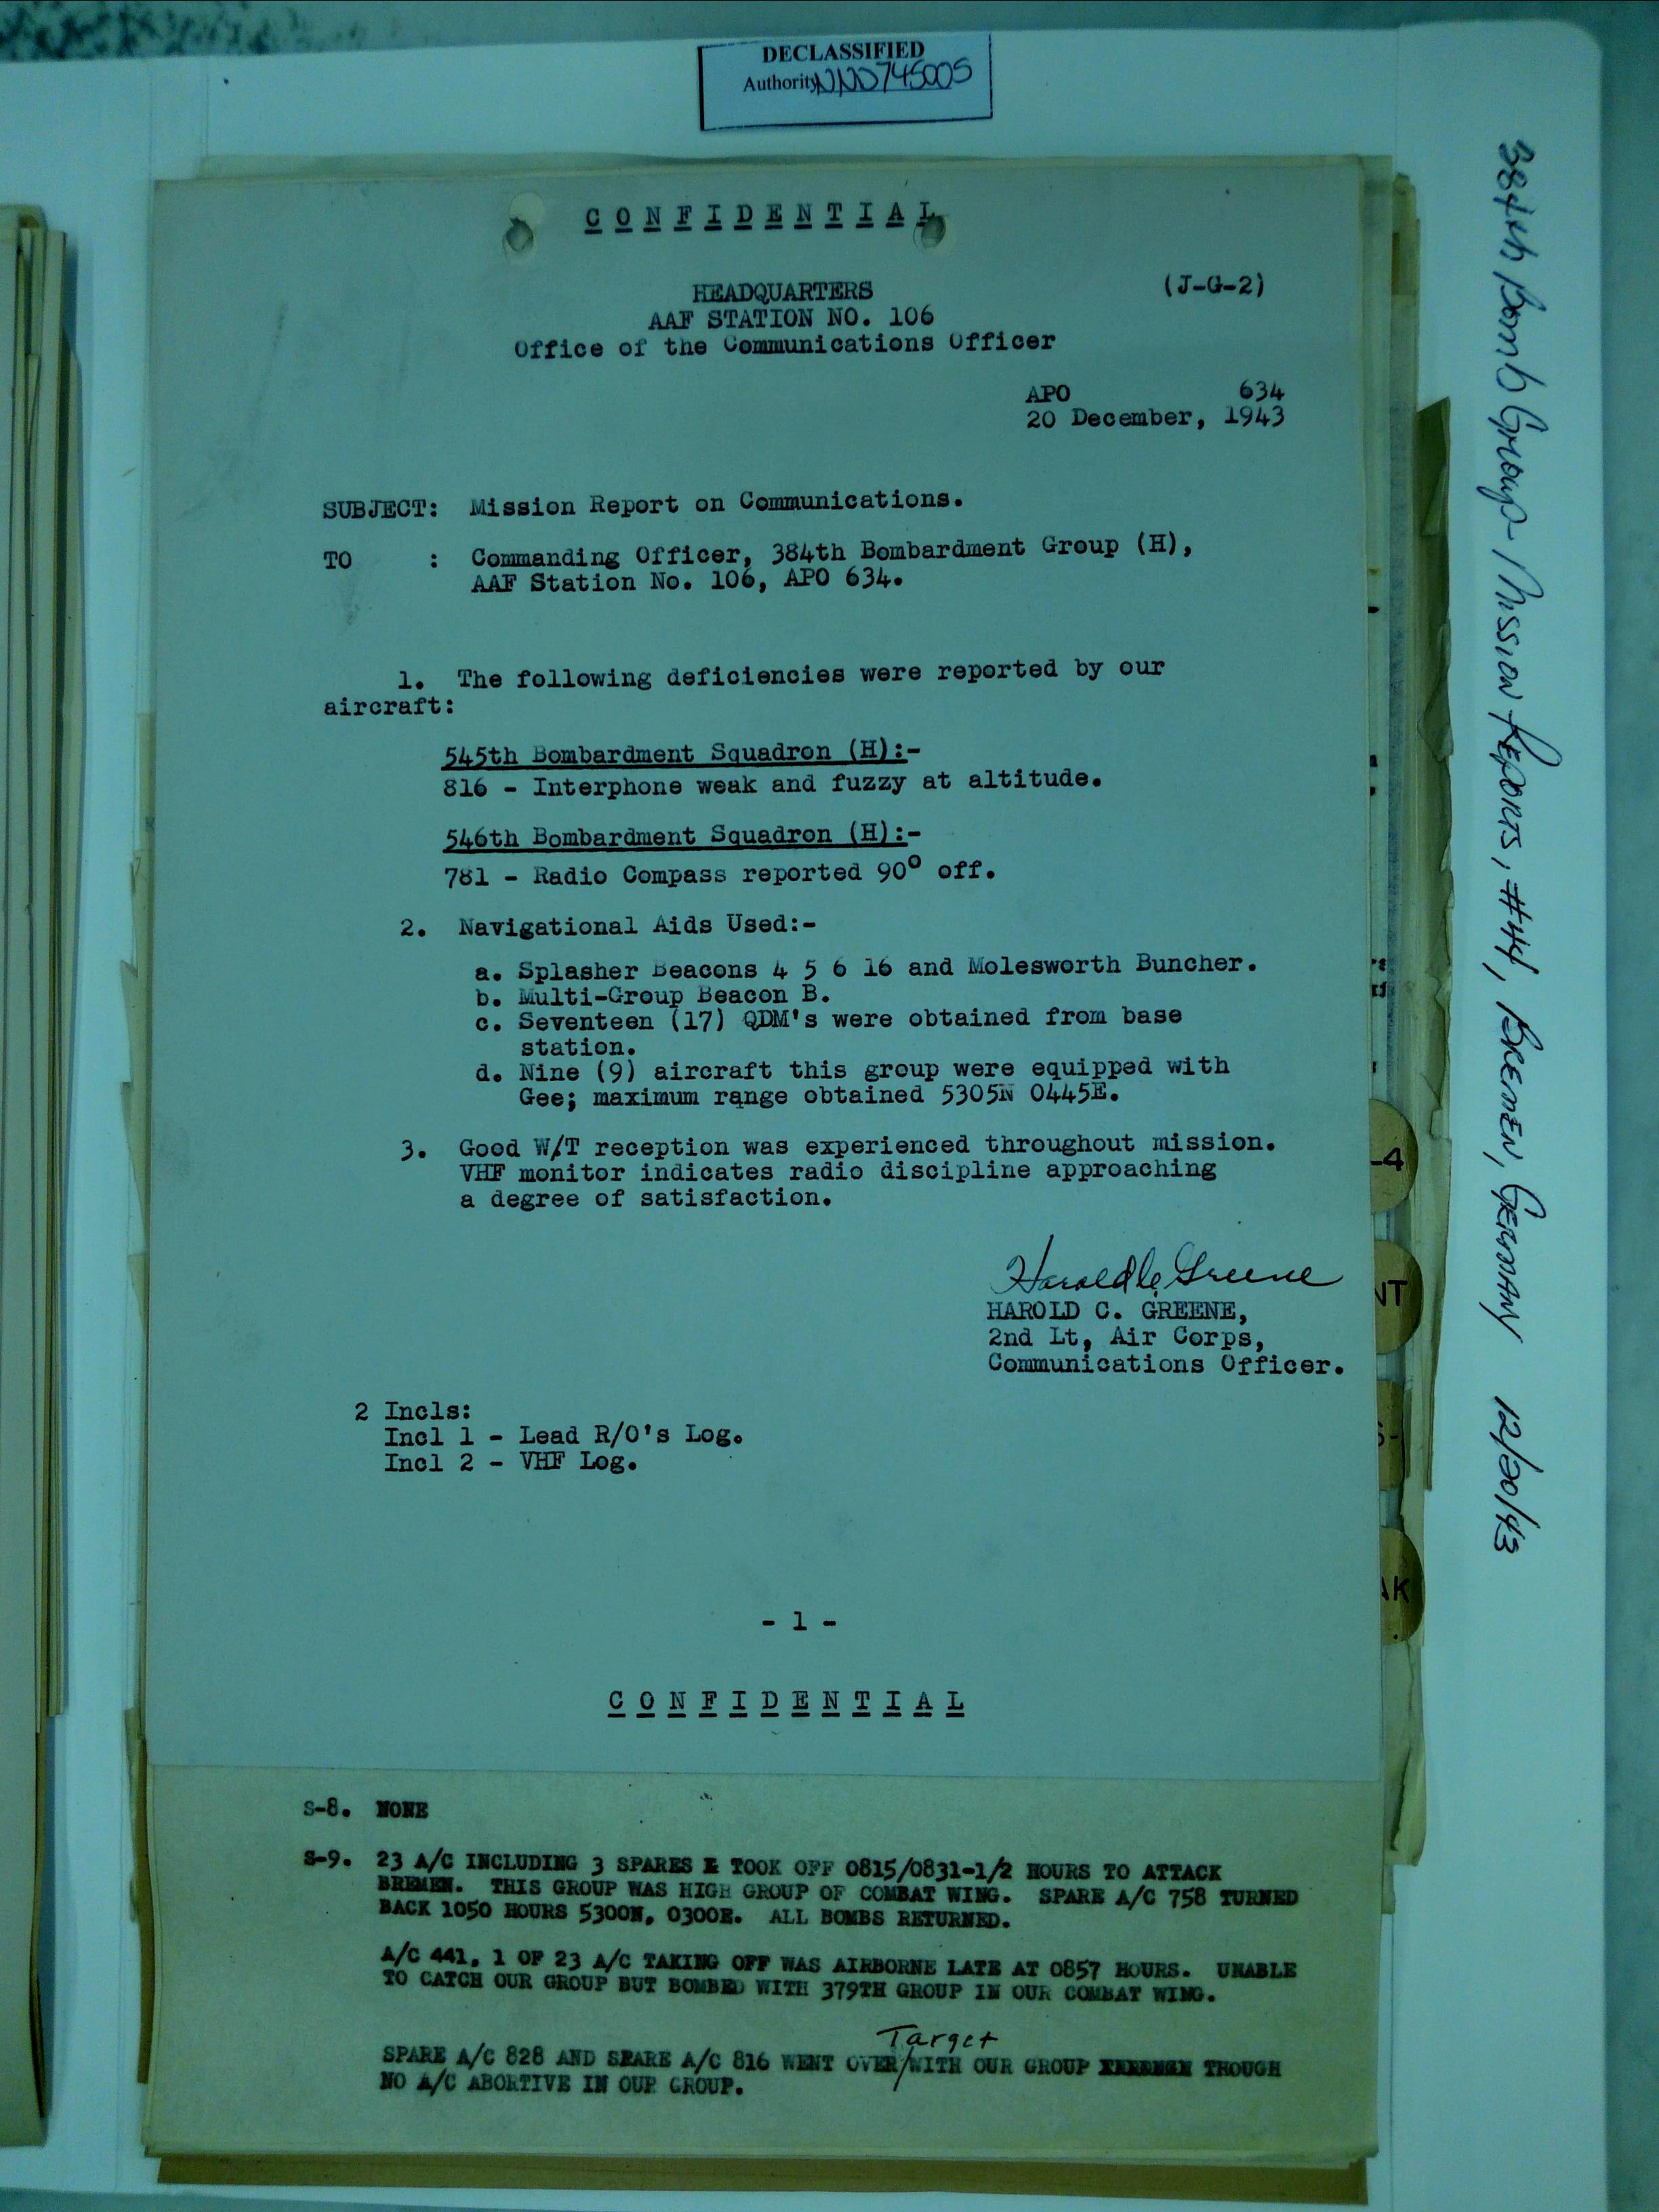 DECLASSIFIED
Authority NND745005
CONFIDENTIAL
HEADQUARTERS (J-G-2)
AAF STATION NO. 106
Office of the Communications Officer
APO 634
20 December, 1943
SUBJECT: Mission Report on Communications.
TO : Commanding Officer, 384th Bombardment Group (H),
AAF Station No. 106, APO 634.
1. The following deficiencies were reported by our
aircraft:
545th Bombardment Squadron (H):-
816 - Interphone weak and fuzzy at altitude.
546th Bombardment Squadron (H):-
781 - Radio Compass reported 90° off.
2. Navigational Aids Used:-
a. Splasher Beacons 4 5 6 16 and Molesworth Buncher.
b. Multi-Group Beacon B.
c. Seventeen (17) QDM's were obtained from base
station.
d. Nine (9) aircraft this group were equipped with
Gee; maximum range obtained 5305N 0445E.
3. Good W/T reception was experienced throughout mission.
VHF monitor indicates radio discipline approaching
a degree of satisfaction.
Harold C. Greene
HAROLD C. GREENE,
2nd Lt, Air Corps,
Communications Officer.
2 Incls:
Incl 1 - Lead R/O's Log.
Incl 2 - VHF Log.
- 1 -
CONFIDENTIAL
S-8. NONE
S-9. 23 A/C INCLUDING 3 SPARES TOOK OFF 0815/0831-1/2 HOURS TO ATTACK
BREMEN. THIS GROUP WAS HIGH GROUP OF COMBAT WING. SPARE A/C 758 TURNED
BACK 1050 HOURS 5300N, 0300E. ALL BOMBS RETURNED.
A/C 441, 1 OF 23 A/C TAKING OFF WAS AIRBORNE LATE AT 0857 HOURS. UNABLE
TO CATCH OUR GROUP BUT BOMBED WITH 379TH GROUP IN OUR COMBAT WING.
Target
SPARE A/C 828 AND SPARE A/C 816 WENT OVER/WITH OUR GROUP THOUGH
NO A/C ABORTIVE IN OUR GROUP.
384th Bomb Group - Mission Reports, #44, Bremen, Germany 12/20/43
-4
NT
S-
AK